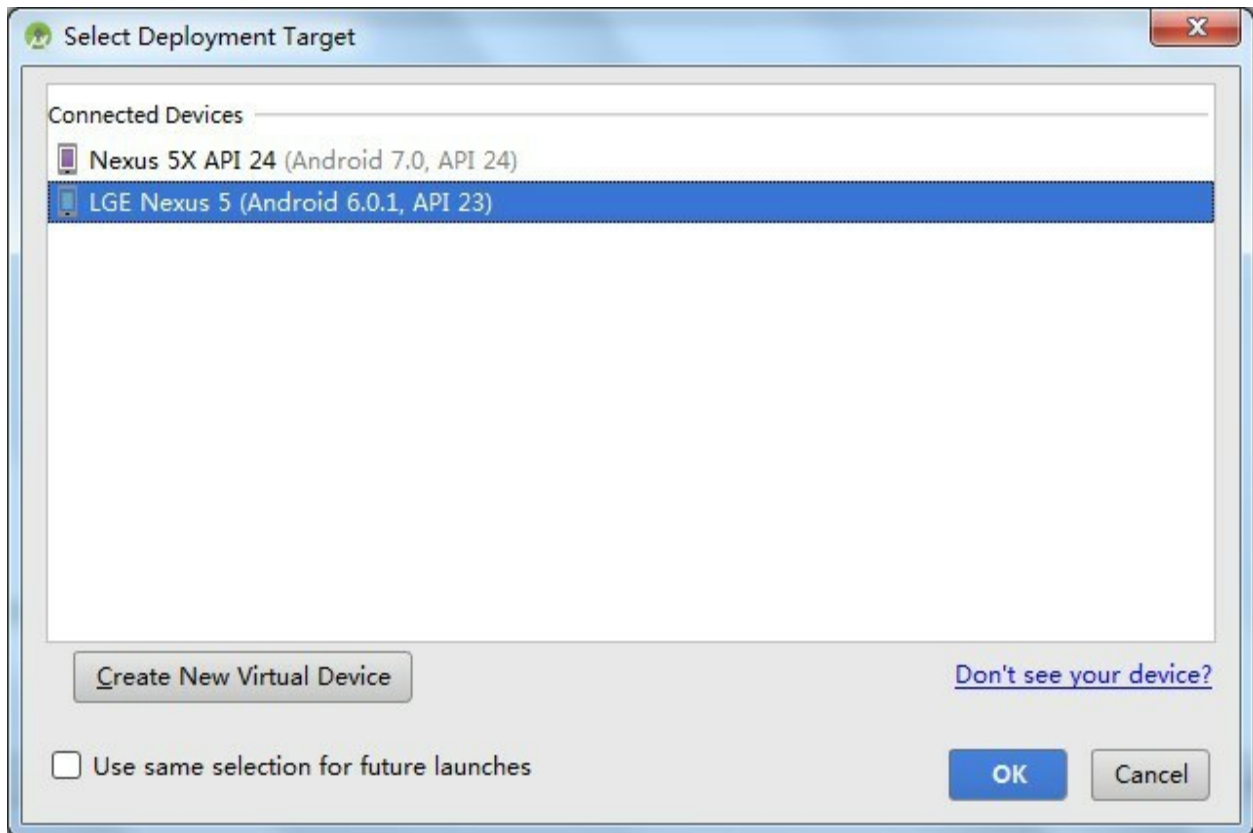 Select Deployment Target
Connected Devices
Nexus 5X API 24 (Android 7.0, API 24)
LGE Nexus 5 (Android 6.0.1, API 23)
Create New Virtual Device
Don't see your device?
Use same selection for future launches
OK
Cancel